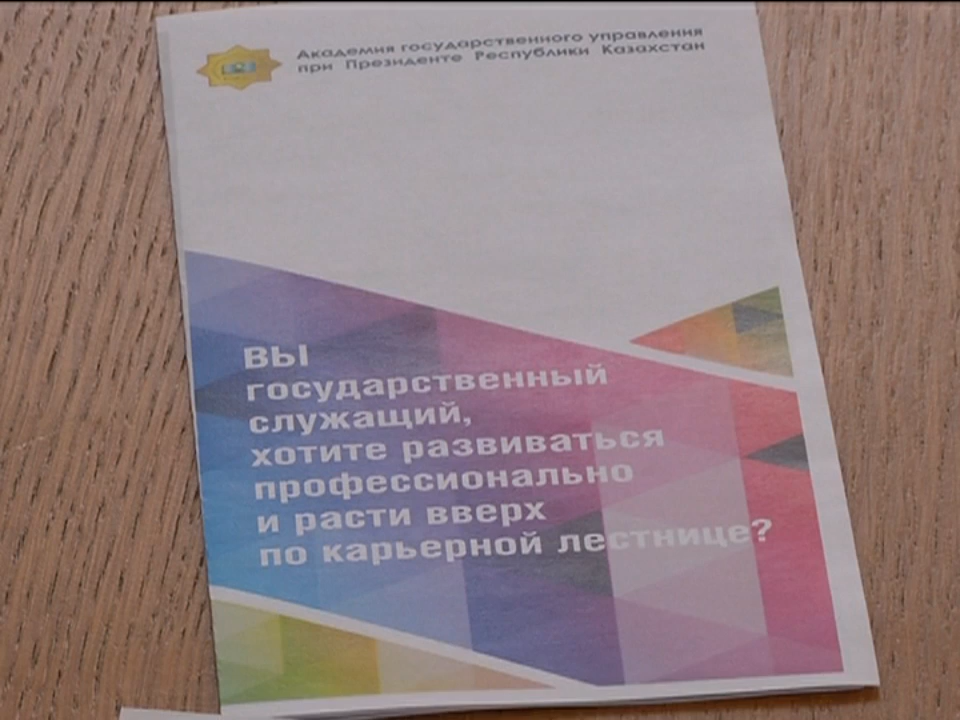 Академия государственного управления
при Президенте Республики Казахстан
ВЫ
государственный
служащий,
хотите развиваться
профессионально
и расти вверх
по карьерной лестнице?